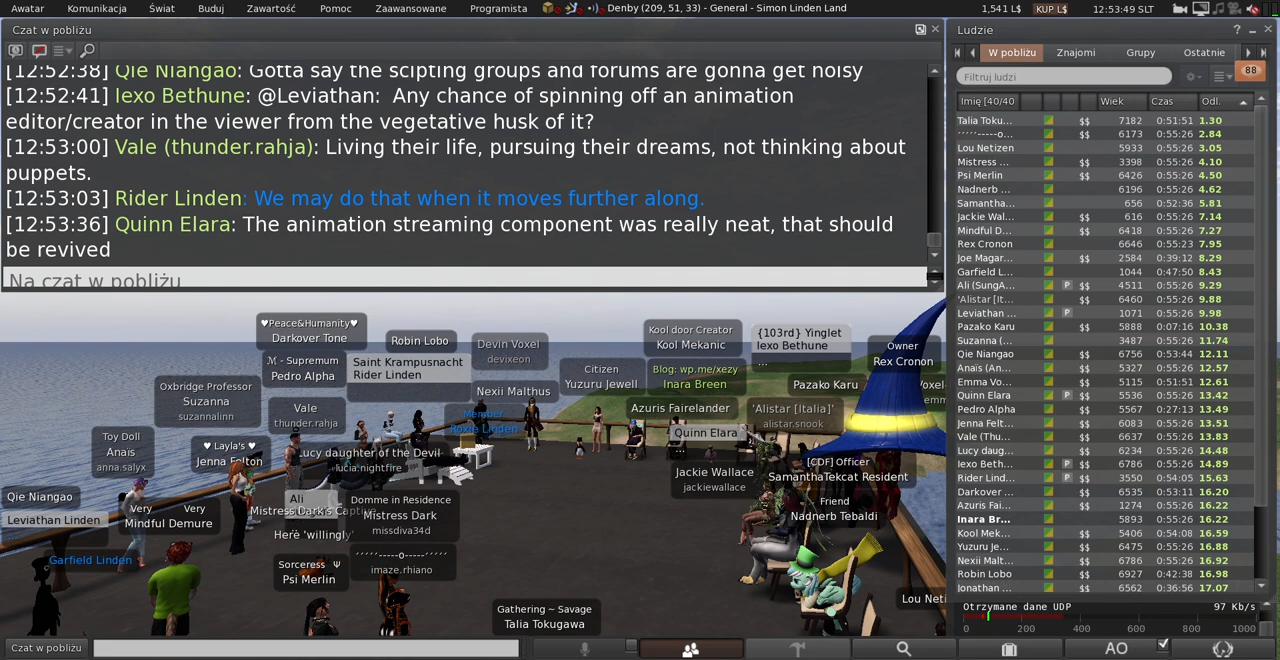 Awatar Komunikacja Świat Buduj Zawartość Pomoc Zaawansowane Programista Denby (209, 51, 33) - General - Simon Linden Land 1,541 L$ KUP L$ 12:53:49 SLT
Czat w pobliżu
[12:52:38] Qie Niangao: Gotta say the scipting groups and forums are gonna get noisy
[12:52:41] Iexo Bethune: @Leviathan:  Any chance of spinning off an animation
editor/creator in the viewer from the vegetative husk of it?
[12:53:00] Vale (thunder.rahja): Living their life, pursuing their dreams, not thinking about
puppets.
[12:53:03] Rider Linden: We may do that when it moves further along.
[12:53:36] Quinn Elara: The animation streaming component was really neat, that should
be revived
Na czat w pobliżu
♥Peace&Humanity♥
Darkover Tone
Robin Lobo
ℳ - Supremum
Pedro Alpha
Saint Krampusnacht
Rider Linden
Devin Voxel
devixeon
Kool door Creator
Kool Mekanic
{103rd} Yinglet
Iexo Bethune
...
Owner
Rex Cronon
Oxbridge Professor
Suzanna
suzannalinn
Nexii Malthus
Citizen
Yuzuru Jewell
Blog: wp.me/xezy
Inara Breen
Pazako Karu
Vale
thunder.rahja
Member
Roxie Linden
Azuris Fairelander
'Alistar [Italia]'
alistar.snook
Toy Doll
Anaïs
anna.salyx
♥ Layla's ♥
Jenna Felton
Lucy daughter of the Devil
lucia.nightfire
Quinn Elara
...
Jackie Wallace
jackiewallace
[CDF] Officer
SamanthaTekcat Resident
Friend
Nadnerb Tebaldi
Qie Niangao
Leviathan Linden
Very Very
Mindful Demure
Ali
Mistress Dark's Captive
Here 'willingly'
Domme in Residence
Mistress Dark
missdiva34d
Garfield Linden
Sorceress Ψ
Psi Merlin
´´´´´-----o-----´´´´´
imaze.rhiano
Gathering ~ Savage
Talia Tokugawa
Lou Neti
Ludzie
W pobliżu Znajomi Grupy Ostatnie
Filtruj ludzi
88
Imię [40/40 Wiek Czas Odl.
Talia Toku... $$ 7182 0:51:51 1.30
´´´´´-----o... $$ 6173 0:55:26 2.84
Lou Netizen 5933 0:55:26 3.05
Mistress ... $$ 3398 0:55:26 4.10
Psi Merlin $$ 6426 0:55:26 4.50
Nadnerb ... 6196 0:55:26 4.62
Samantha... 656 0:52:36 5.81
Jackie Wal... $$ 616 0:55:26 7.14
Mindful D... $$ 6418 0:55:26 7.27
Rex Cronon 6646 0:55:23 7.95
Joe Magar... $$ 2584 0:39:12 8.29
Garfield L... 1044 0:47:50 8.43
Ali (SungA... P $$ 4511 0:55:26 9.29
'Alistar [It... $$ 6460 0:55:26 9.88
Leviathan ... P 1071 0:55:26 9.98
Pazako Karu $$ 5888 0:07:16 10.38
Suzanna (... 3487 0:55:26 11.74
Qie Niangao $$ 6756 0:53:44 12.11
Anaïs (An... $$ 5327 0:55:26 12.57
Emma Vo... $$ 5115 0:51:51 12.61
Quinn Elara P $$ 5536 0:55:26 13.42
Pedro Alpha $$ 5567 0:27:13 13.49
Jenna Felt... $$ 6083 0:55:26 13.51
Vale (Thu... $$ 6637 0:55:26 13.83
Lucy daug... $$ 6234 0:55:26 14.48
Iexo Beth... P $$ 6786 0:55:26 14.89
Rider Lind... P $$ 3550 0:54:05 15.63
Darkover ... $$ 6535 0:53:11 16.20
Azuris Fai... $$ 1274 0:55:26 16.22
Inara Br... 5893 0:55:26 16.22
Kool Mek... $$ 5406 0:54:08 16.59
Yuzuru Je... $$ 6475 0:55:26 16.88
Nexii Malt... $$ 6786 0:55:26 16.92
Robin Lobo $$ 6927 0:42:38 16.98
Jonathan ... $$ 6562 0:36:56 17.07
Otrzymane dane UDP 97 Kb/s
0 200 400 600 800 1000
Czat w pobliżu
AO